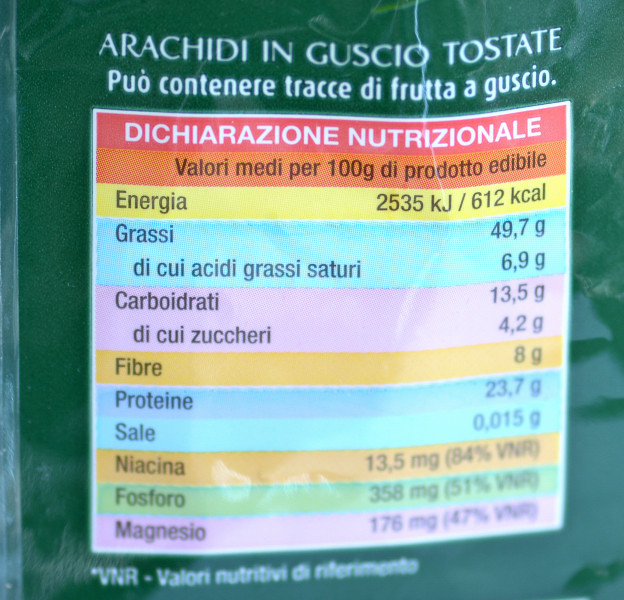 ARACHIDI IN GUSCIO TOSTATE
Può contenere tracce di frutta a guscio.
DICHIARAZIONE NUTRIZIONALE
Valori medi per 100g di prodotto edibile
Energia 2535 kJ / 612 kcal
Grassi 49,7 g
di cui acidi grassi saturi 6,9 g
Carboidrati 13,5 g
di cui zuccheri 4,2 g
Fibre 8 g
Proteine 23,7 g
Sale 0,015 g
Niacina 13,5 mg (84% VNR)
Fosforo 358 mg (51% VNR)
Magnesio 176 mg (47% VNR)
*VNR - Valori nutritivi di riferimento